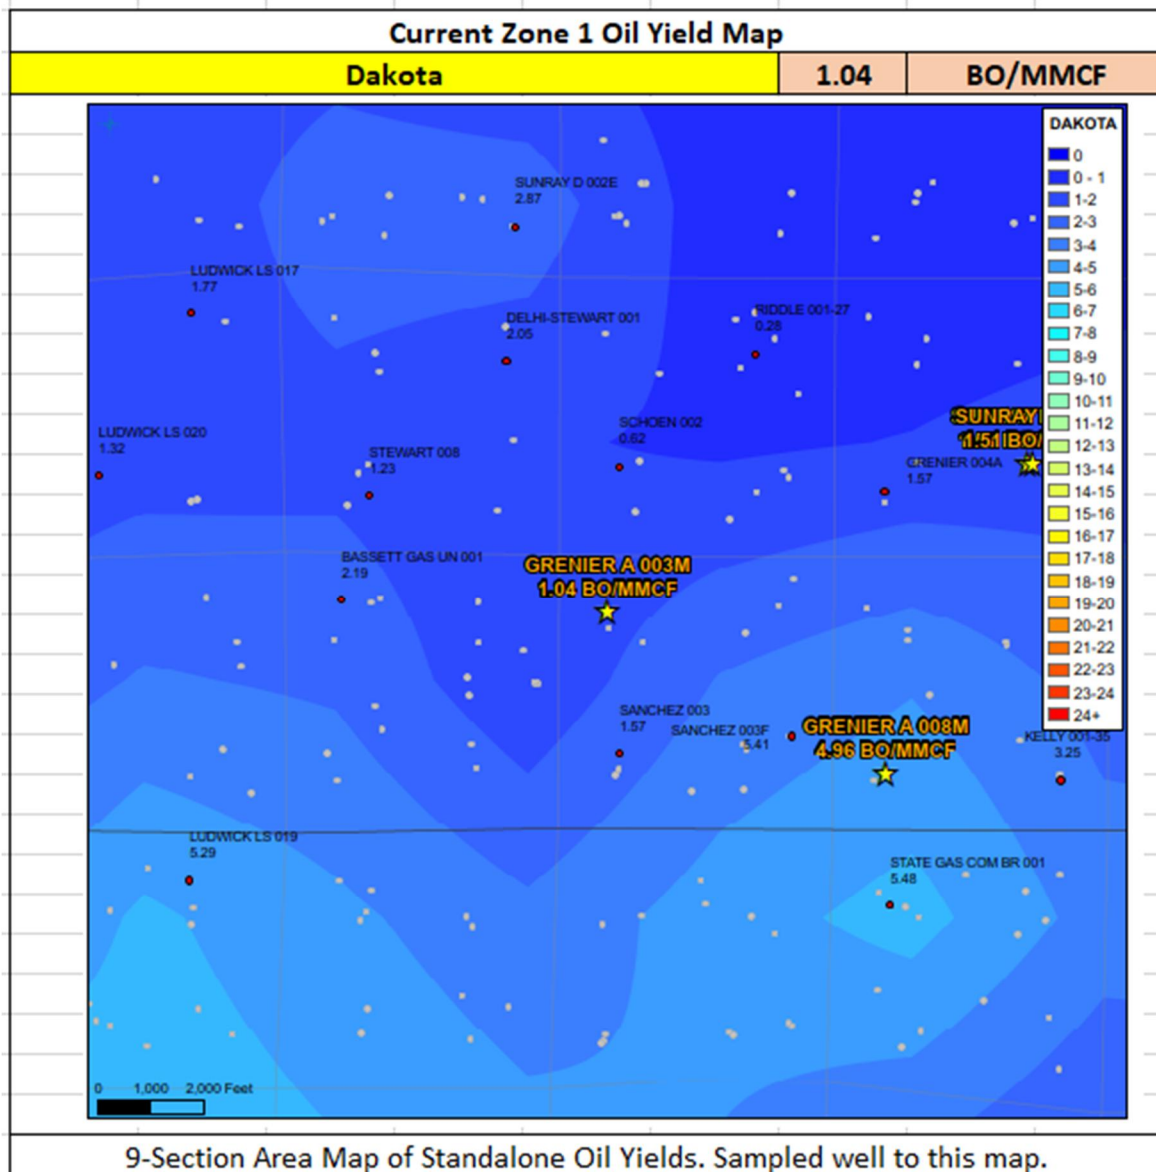 Current Zone 1 Oil Yield Map
Dakota 1.04 BO/MMCF
DAKOTA
0
0 - 1
1-2
2-3
3-4
4-5
5-6
6-7
7-8
8-9
9-10
10-11
11-12
12-13
13-14
14-15
15-16
16-17
17-18
18-19
19-20
20-21
21-22
22-23
23-24
24+
SUNRAY D 002E
2.87
LUDWICK LS 017
1.77
DELHI-STEWART 001
2.05
RIDDLE 001-27
0.28
SUNRAY
SCHOEN 002
0.62
LUDWICK LS 020
1.32
STEWART 008
1.23
GRENIER 004A
1.57
BASSETT GAS UN 001
2.19
GRENIER A 003M
1.04 BO/MMCF
SANCHEZ 003
1.57
SANCHEZ 003F
5.41
GRENIER A 008M
4.96 BO/MMCF
KELLY 001-35
3.25
LUDWICK LS 019
5.29
STATE GAS COM BR 001
5.48
0 1,000 2,000 Feet
9-Section Area Map of Standalone Oil Yields. Sampled well to this map.